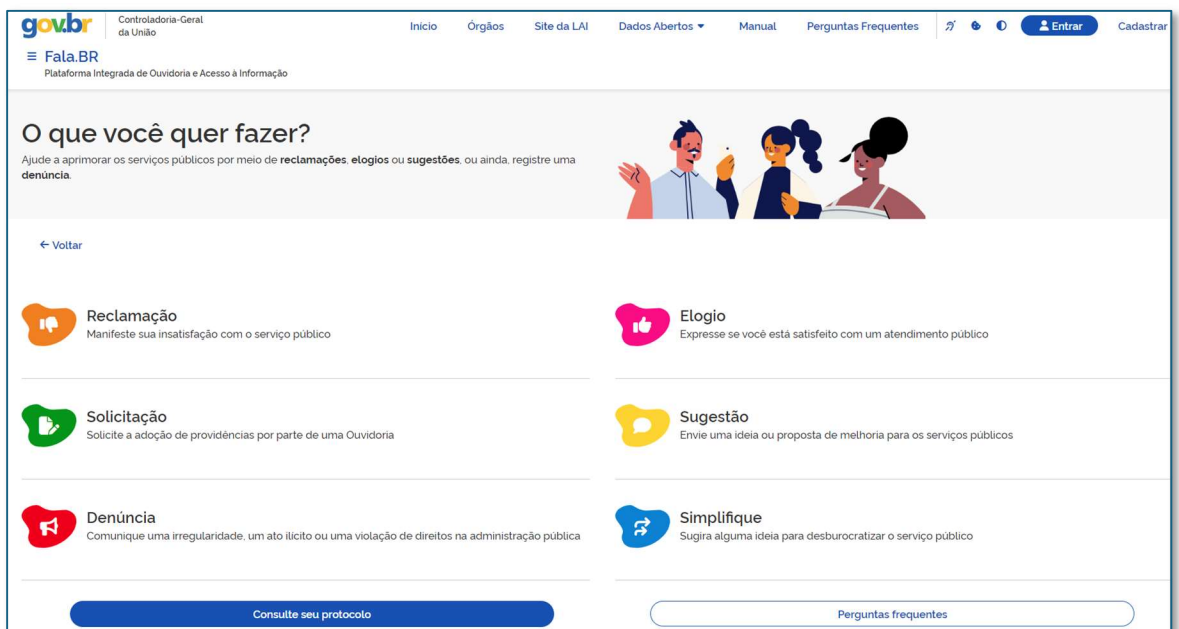 gov.br
Controladoria-Geral
da União
Início Órgãos Site da LAI Dados Abertos Manual Perguntas Frequentes Entrar Cadastrar
Fala.BR
Plataforma Integrada de Ouvidoria e Acesso à Informação
O que você quer fazer?
Ajude a aprimorar os serviços públicos por meio de reclamações, elogios ou sugestões, ou ainda, registre uma
denúncia.
Voltar
Reclamação
Manifeste sua insatisfação com o serviço público
Elogio
Expresse se você está satisfeito com um atendimento público
Solicitação
Solicite a adoção de providências por parte de uma Ouvidoria
Sugestão
Envie uma ideia ou proposta de melhoria para os serviços públicos
Denúncia
Comunique uma irregularidade, um ato ilícito ou uma violação de direitos na administração pública
Simplifique
Sugira alguma ideia para desburocratizar o serviço público
Consulte seu protocolo
Perguntas frequentes